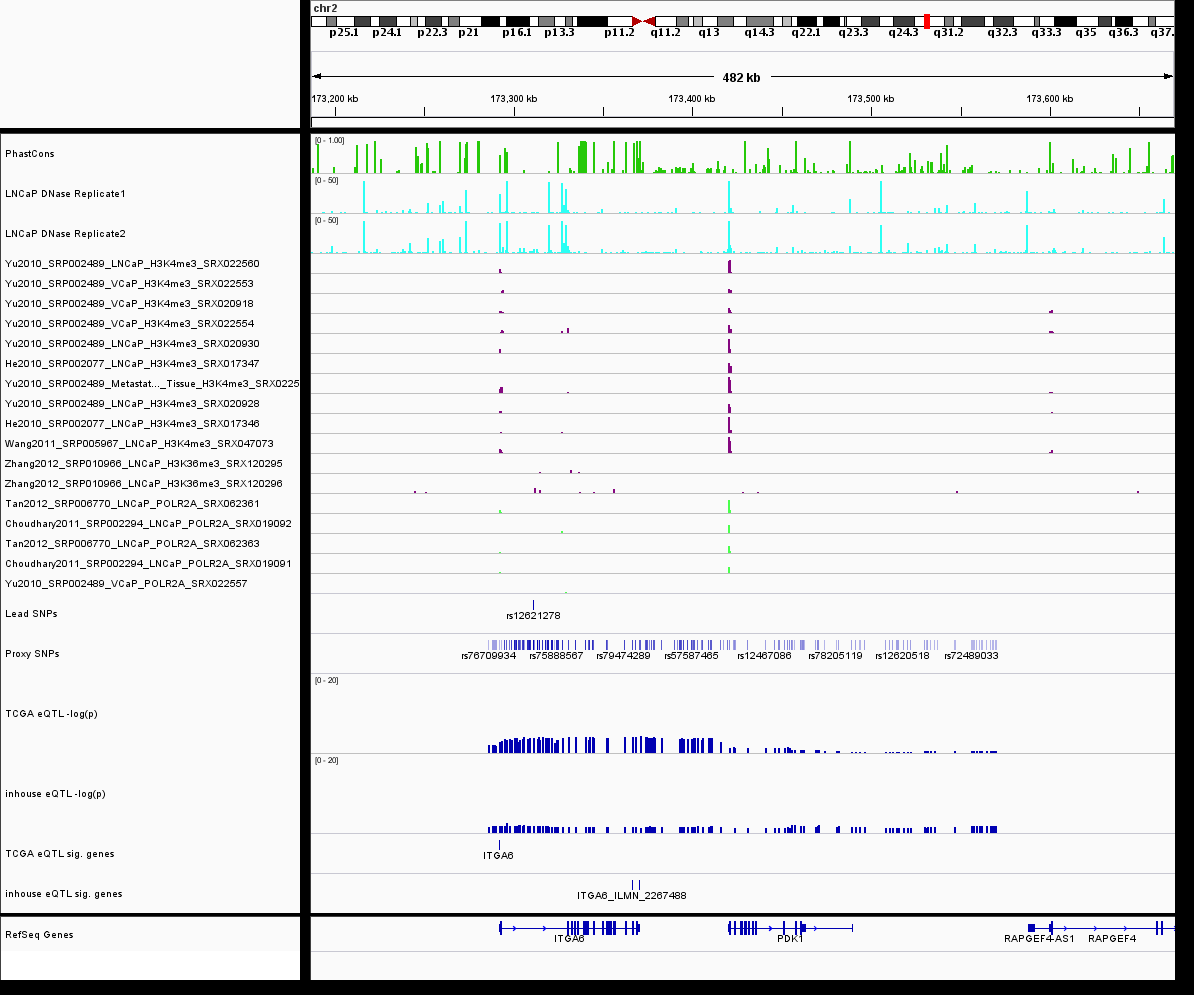 chr2
p25.1 p24.1 p22.3 p21 p16.1 p13.3 p11.2 q11.2 q13 q14.3 q22.1 q23.3 q24.3 q31.2 q32.3 q33.3 q35 q36.3 q37.
482 kb
173,200 kb 173,300 kb 173,400 kb 173,500 kb 173,600 kb
PhastCons [0 - 1.00]
LNCaP DNase Replicate1 [0 - 50]
LNCaP DNase Replicate2 [0 - 50]
Yu2010_SRP002489_LNCaP_H3K4me3_SRX022560
Yu2010_SRP002489_VCaP_H3K4me3_SRX022553
Yu2010_SRP002489_VCaP_H3K4me3_SRX020918
Yu2010_SRP002489_VCaP_H3K4me3_SRX022554
Yu2010_SRP002489_LNCaP_H3K4me3_SRX020930
He2010_SRP002077_LNCaP_H3K4me3_SRX017347
Yu2010_SRP002489_Metastat..._Tissue_H3K4me3_SRX0225
Yu2010_SRP002489_LNCaP_H3K4me3_SRX020928
He2010_SRP002077_LNCaP_H3K4me3_SRX017346
Wang2011_SRP005967_LNCaP_H3K4me3_SRX047073
Zhang2012_SRP010966_LNCaP_H3K36me3_SRX120295
Zhang2012_SRP010966_LNCaP_H3K36me3_SRX120296
Tan2012_SRP006770_LNCaP_POLR2A_SRX062361
Choudhary2011_SRP002294_LNCaP_POLR2A_SRX019092
Tan2012_SRP006770_LNCaP_POLR2A_SRX062363
Choudhary2011_SRP002294_LNCaP_POLR2A_SRX019091
Yu2010_SRP002489_VCaP_POLR2A_SRX022557
Lead SNPs rs12621278
Proxy SNPs rs76709934 rs75888567 rs79474289 rs57587465 rs12467086 rs78205119 rs12620518 rs72489033
[0 - 20]
TCGA eQTL -log(p)
[0 - 20]
inhouse eQTL -log(p)
TCGA eQTL sig. genes ITGA6
inhouse eQTL sig. genes ITGA6_ILMN_2267488
RefSeq Genes ITGA6 PDK1 RAPGEF4-AS1 RAPGEF4